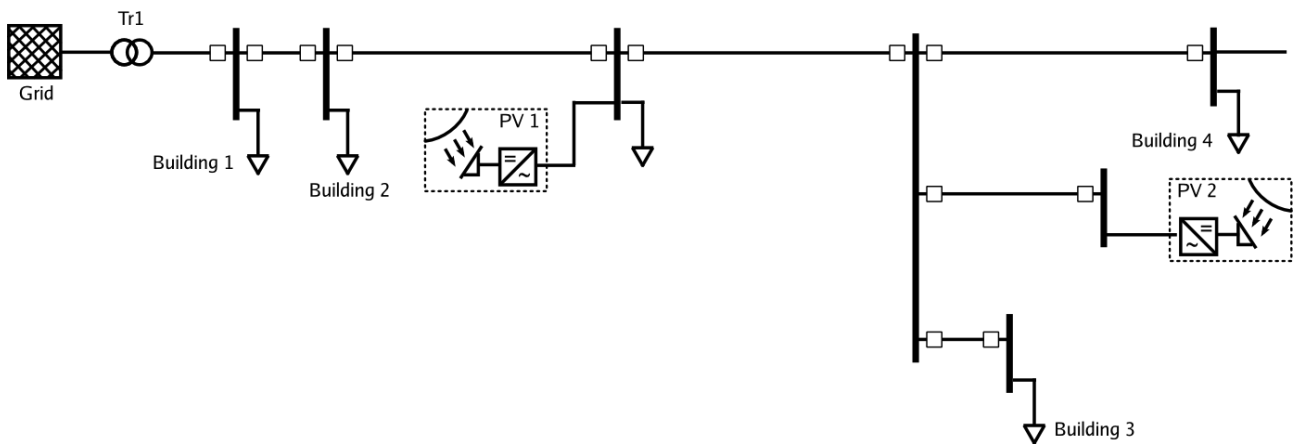 Tr1
Grid
PV 1
Building 1
Building 2
Building 4
PV 2
Building 3